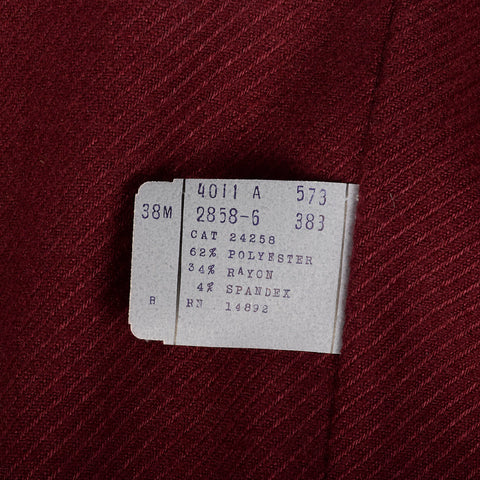 4011 A 573
38M 2858-6 383
CAT 24258
62% POLYESTER
34% RAYON
4% SPANDEX
B RN 14892